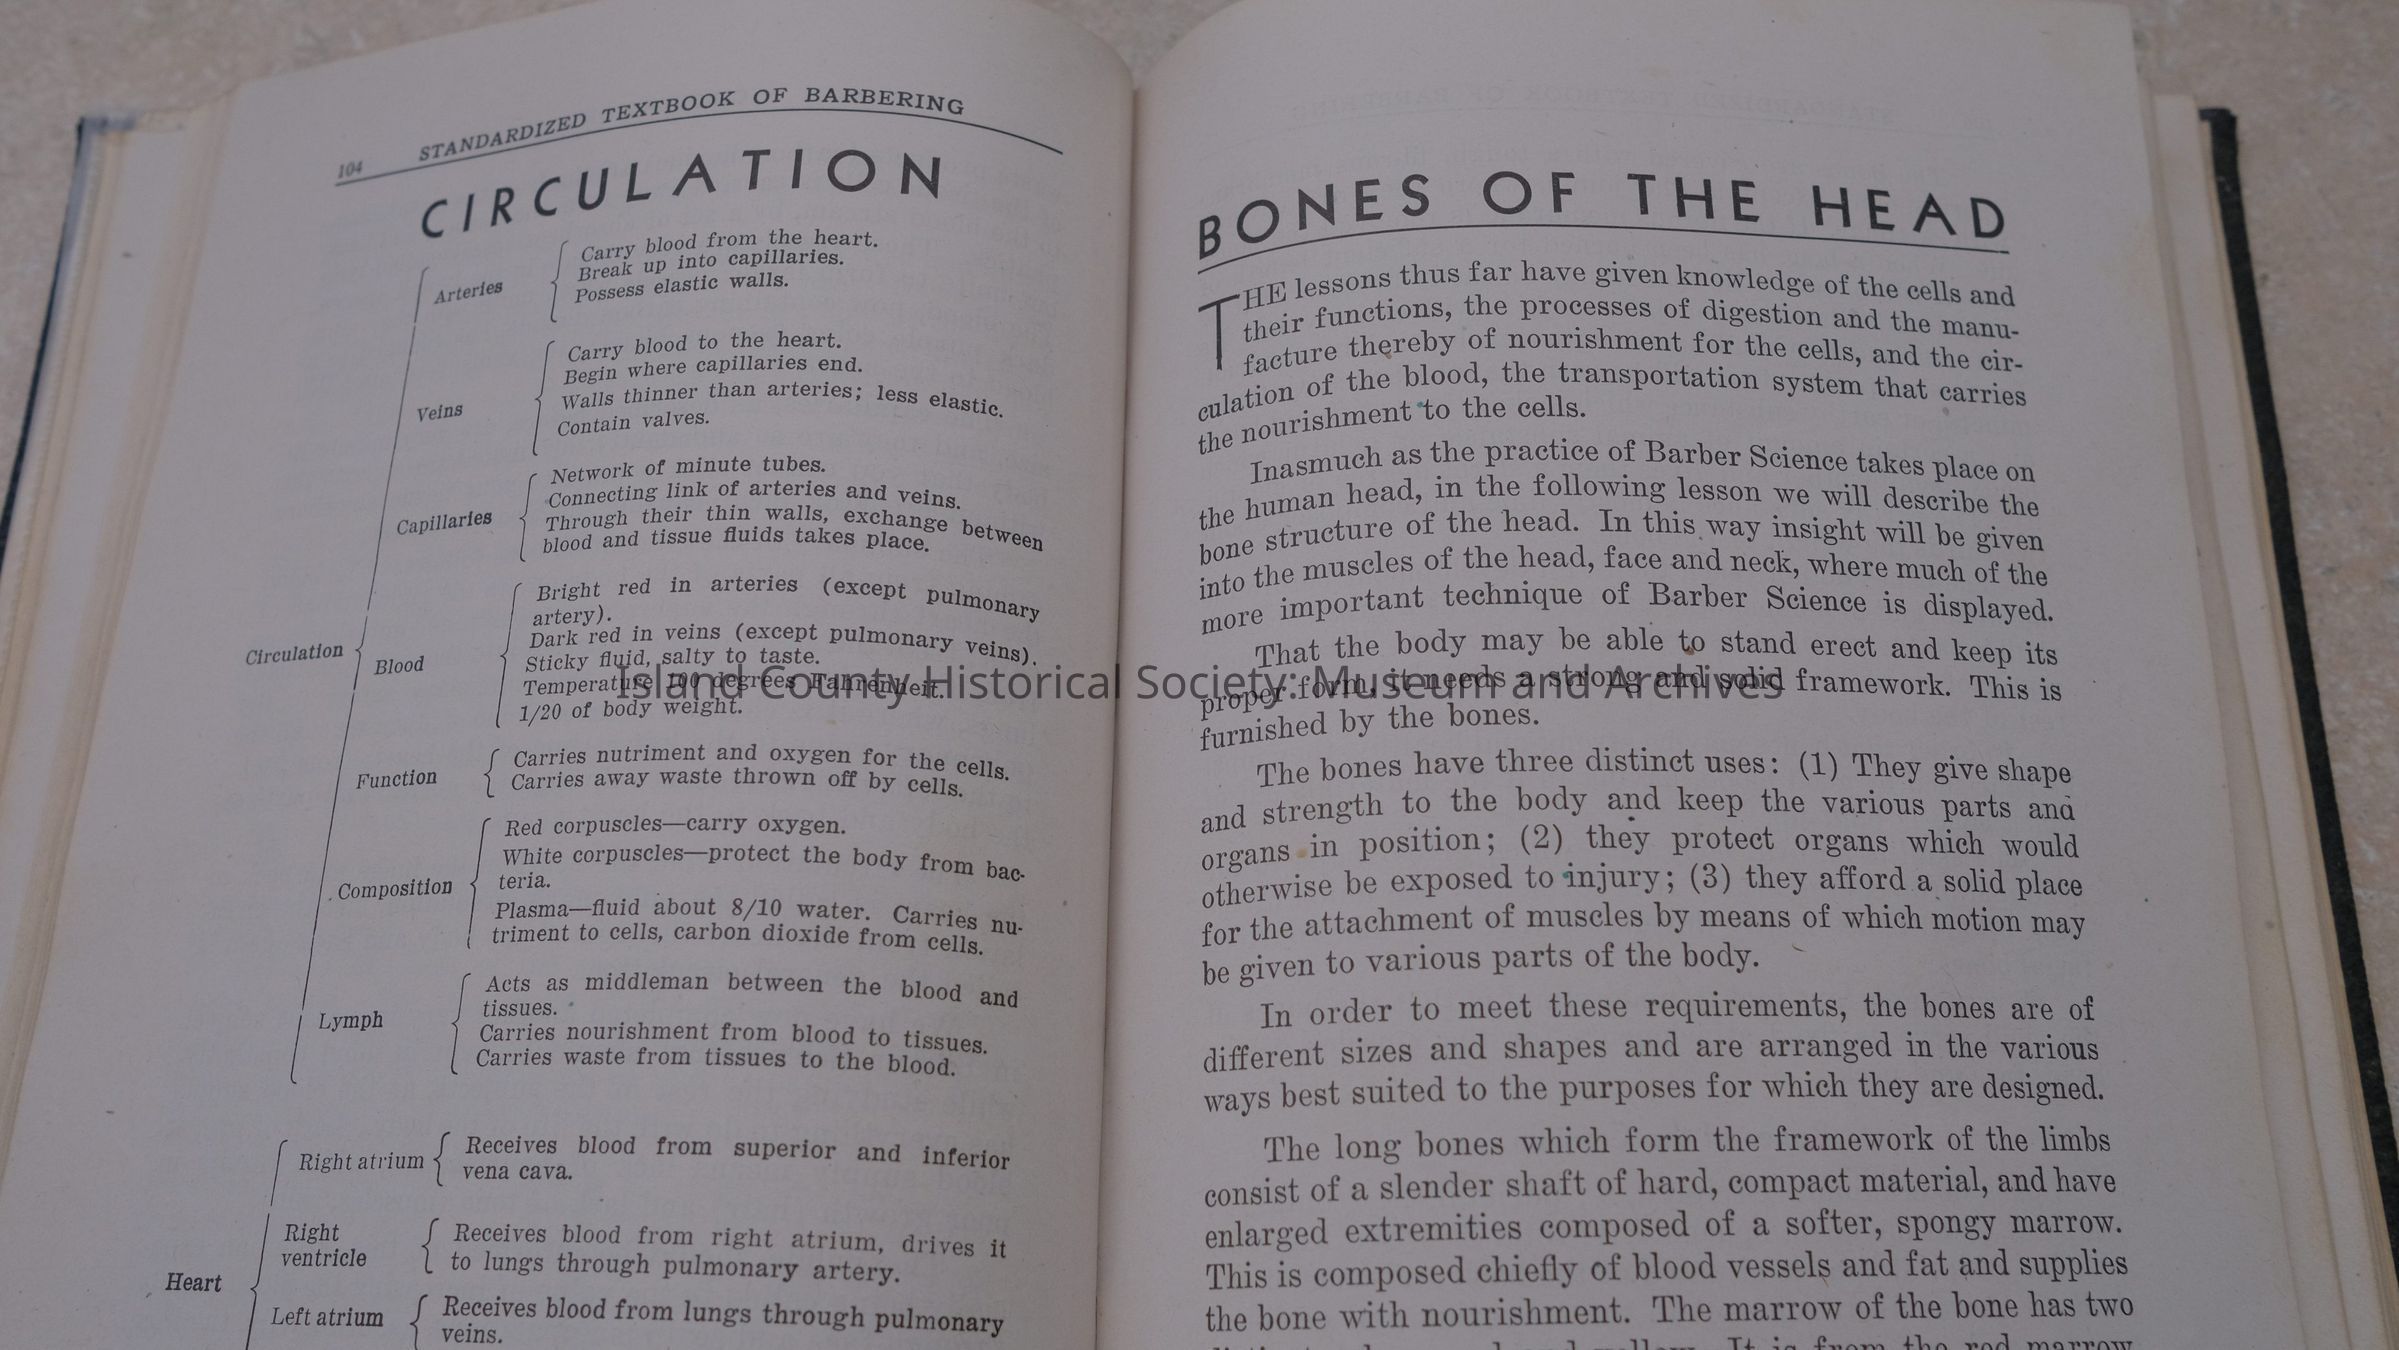 104 STANDARDIZED TEXTBOOK OF BARBERING
CIRCULATION
Circulation
Arteries
Carry blood from the heart.
Break up into capillaries.
Possess elastic walls.
Veins
Carry blood to the heart.
Begin where capillaries end.
Walls thinner than arteries; less elastic.
Contain valves.
Capillaries
Network of minute tubes.
Connecting link of arteries and veins.
Through their thin walls, exchange between
blood and tissue fluids takes place.
Blood
Bright red in arteries (except pulmonary
artery).
Dark red in veins (except pulmonary veins).
Sticky fluid, salty to taste.
Temperature 100 degrees Fahrenheit.
1/20 of body weight.
Function
Carries nutriment and oxygen for the cells.
Carries away waste thrown off by cells.
Composition
Red corpuscles—carry oxygen.
White corpuscles—protect the body from bac-
teria.
Plasma—fluid about 8/10 water. Carries nu-
triment to cells, carbon dioxide from cells.
Lymph
Acts as middleman between the blood and
tissues.
Carries nourishment from blood to tissues.
Carries waste from tissues to the blood.
Heart
Right atrium
Receives blood from superior and inferior
vena cava.
Right
ventricle
Receives blood from right atrium, drives it
to lungs through pulmonary artery.
Left atrium
Receives blood from lungs through pulmonary
veins.
BONES OF THE HEAD
THE lessons thus far have given knowledge of the cells and
their functions, the processes of digestion and the manu-
facture thereby of nourishment for the cells, and the cir-
culation of the blood, the transportation system that carries
the nourishment to the cells.
Inasmuch as the practice of Barber Science takes place on
the human head, in the following lesson we will describe the
bone structure of the head. In this way insight will be given
into the muscles of the head, face and neck, where much of the
more important technique of Barber Science is displayed.
That the body may be able to stand erect and keep its
proper form, it needs a strong and solid framework. This is
furnished by the bones.
The bones have three distinct uses: (1) They give shape
and strength to the body and keep the various parts and
organs in position; (2) they protect organs which would
otherwise be exposed to injury; (3) they afford a solid place
for the attachment of muscles by means of which motion may
be given to various parts of the body.
In order to meet these requirements, the bones are of
different sizes and shapes and are arranged in the various
ways best suited to the purposes for which they are designed.
The long bones which form the framework of the limbs
consist of a slender shaft of hard, compact material, and have
enlarged extremities composed of a softer, spongy marrow.
This is composed chiefly of blood vessels and fat and supplies
the bone with nourishment. The marrow of the bone has two
It is from the red marrow
Island County Historical Society: Museum and Archives